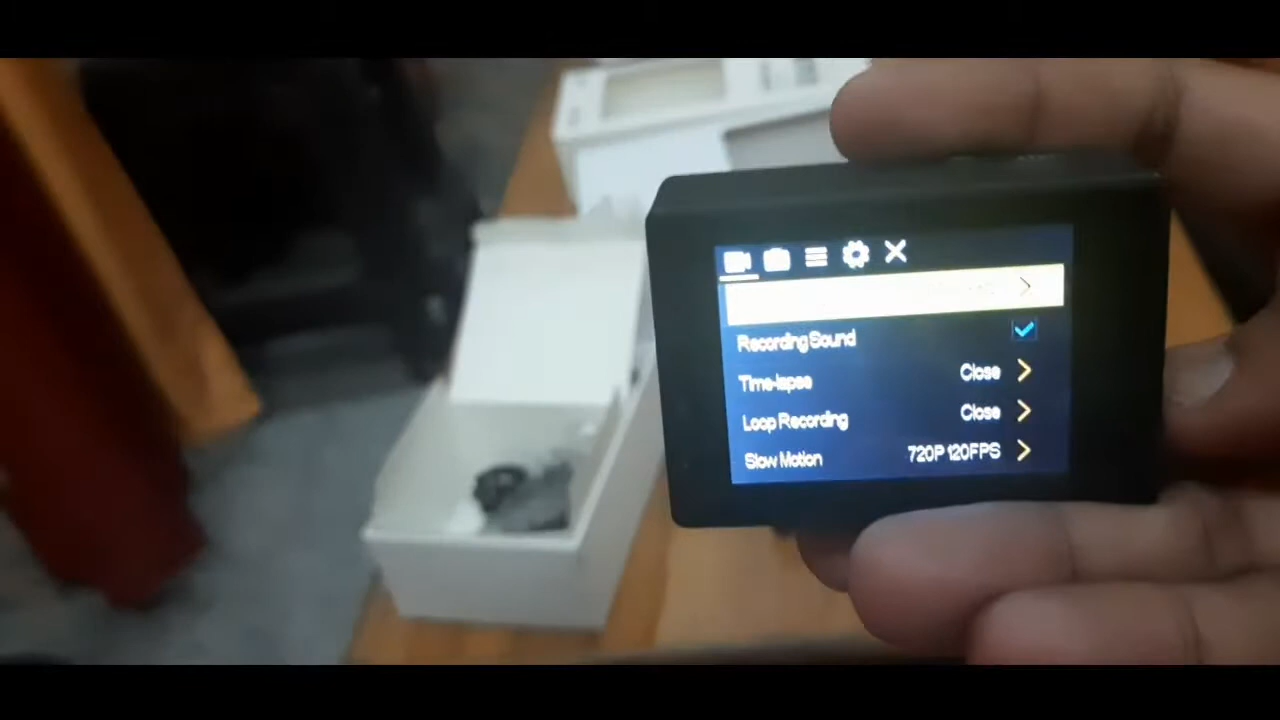 Recording Sound
Time-lapse Close
Loop Recording Close
Slow Motion 720P 120FPS